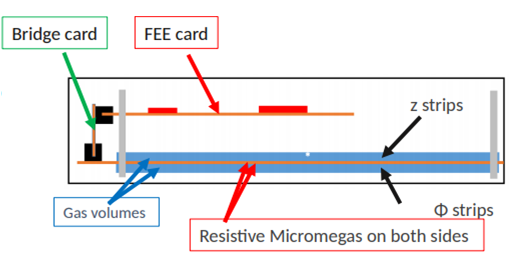 Bridge card
FEE card
z strips
Gas volumes
Φ strips
Resistive Micromegas on both sides